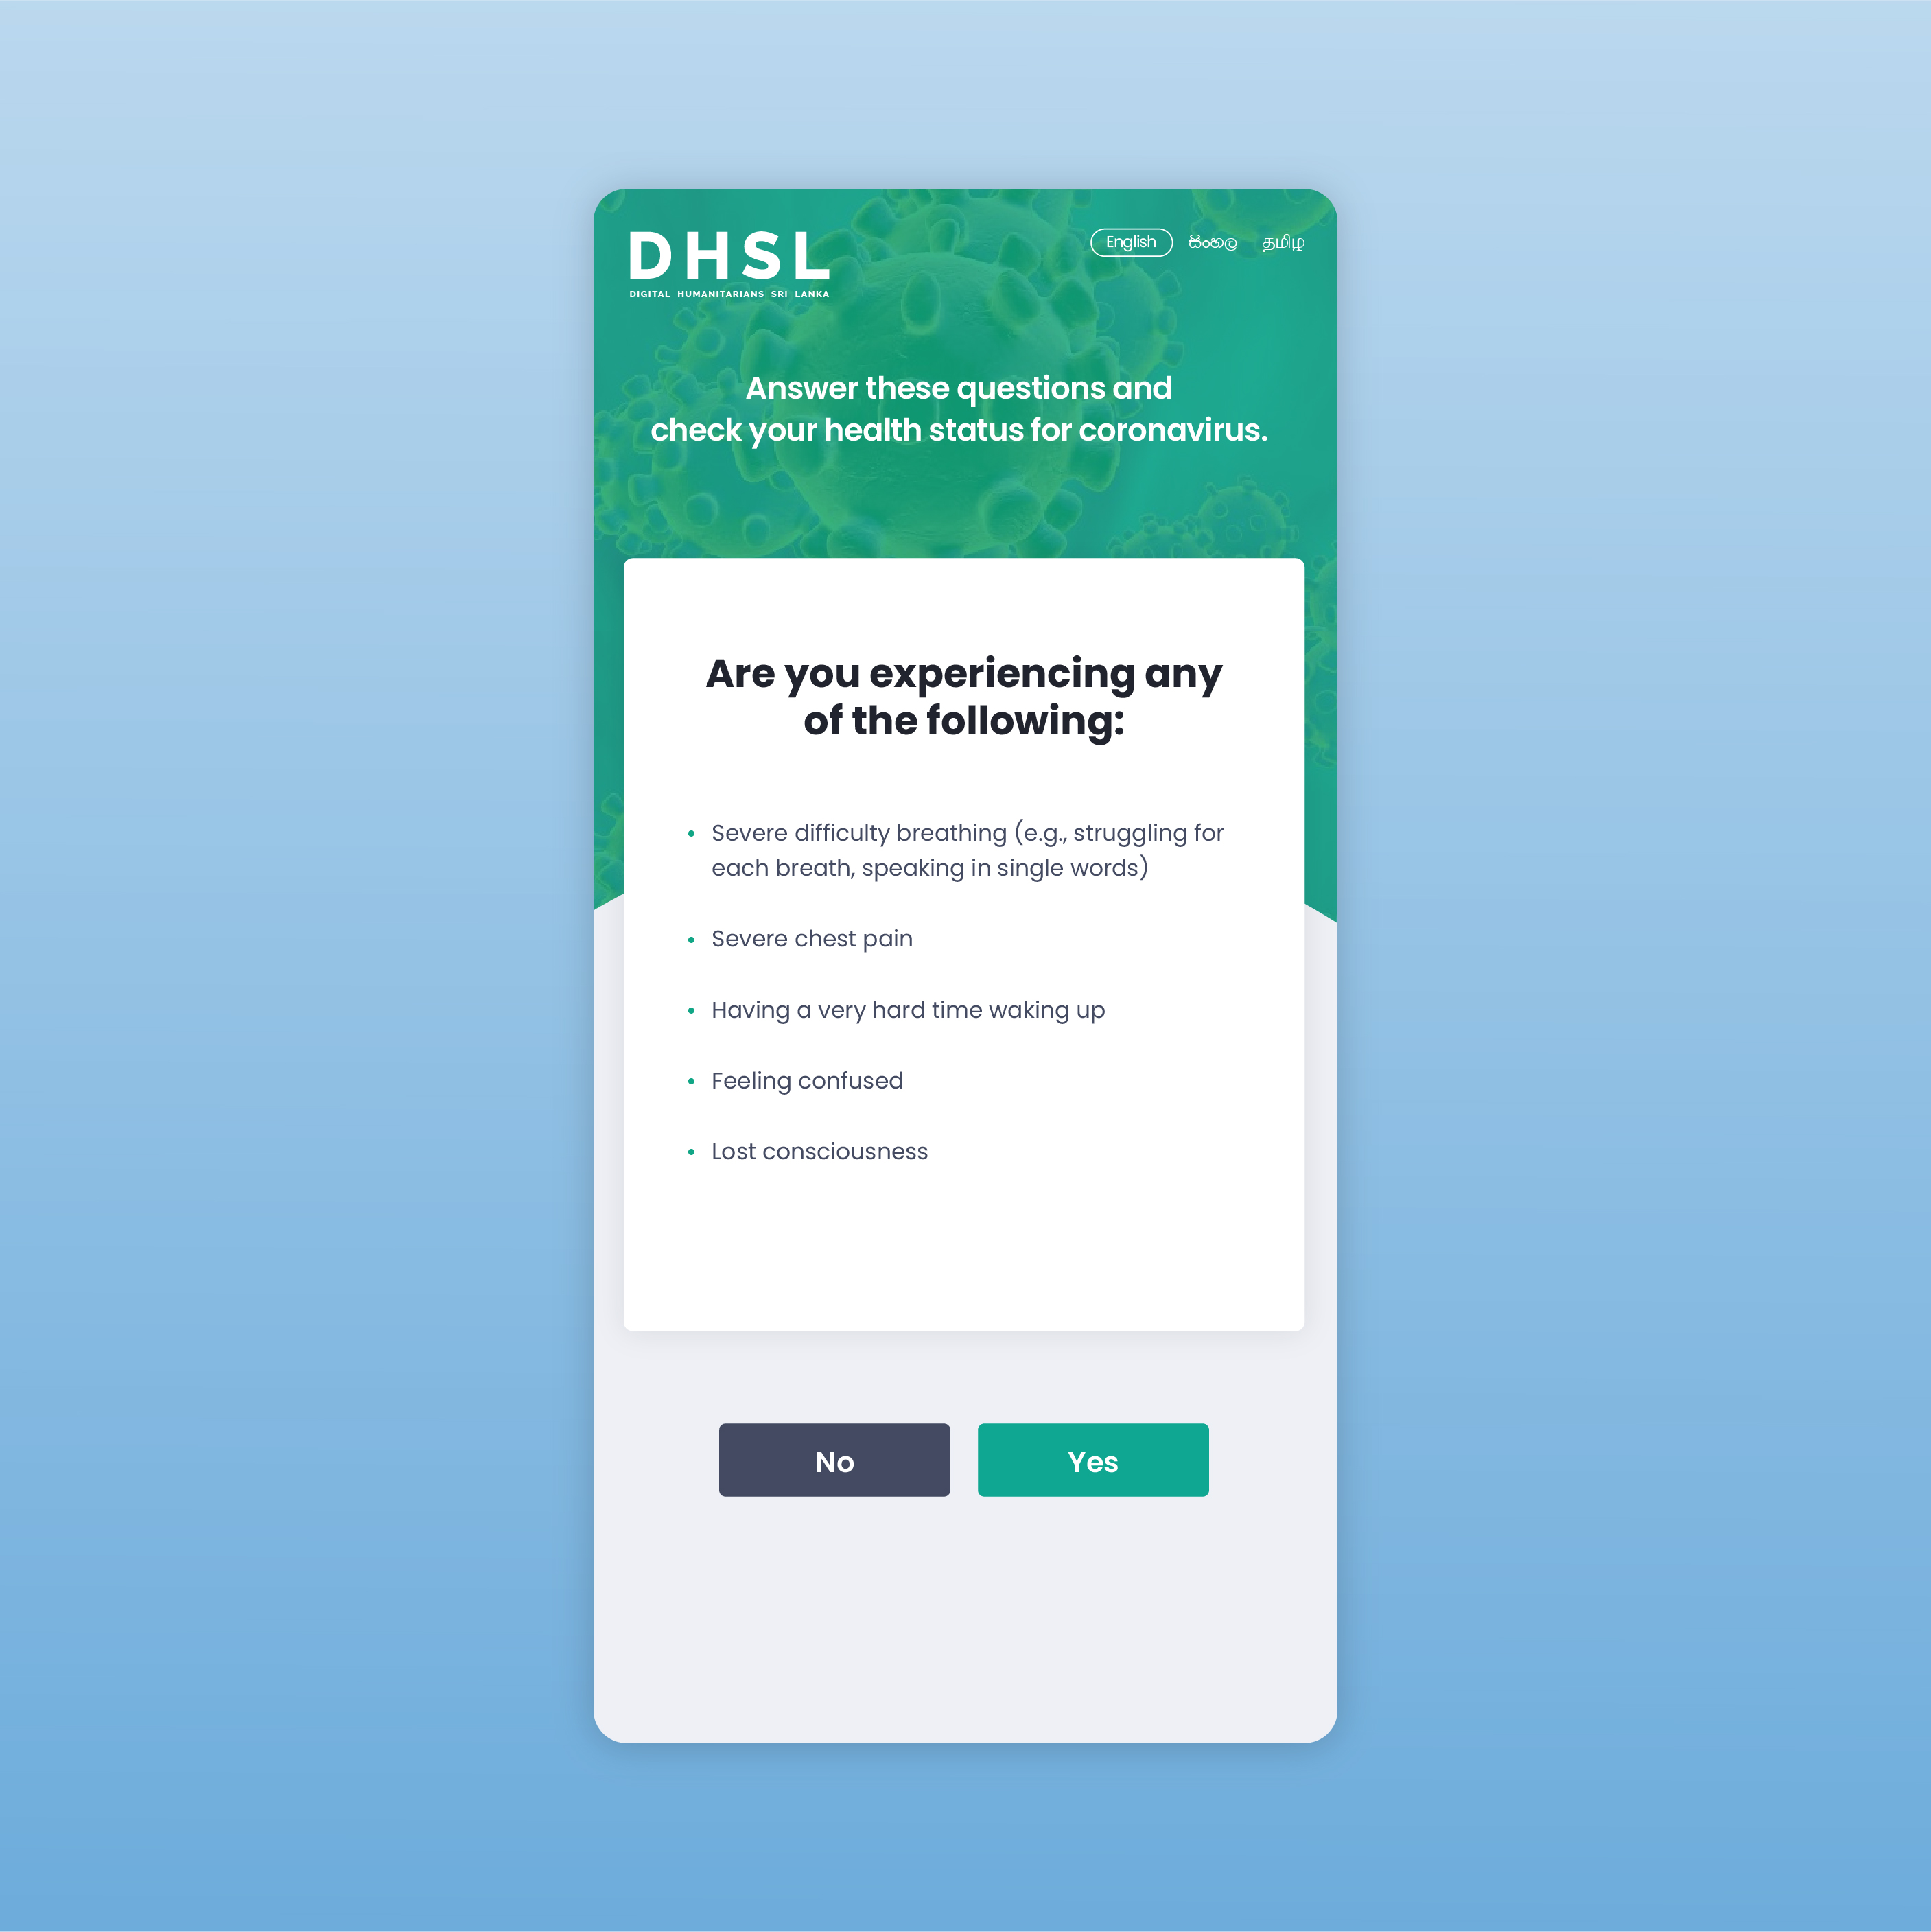 DHSL
DIGITAL HUMANITARIANS SRI LANKA
English සිංහල தமிழ
Answer these questions and
check your health status for coronavirus.
Are you experiencing any
of the following:
• Severe difficulty breathing (e.g., struggling for
each breath, speaking in single words)
• Severe chest pain
• Having a very hard time waking up
• Feeling confused
• Lost consciousness
No Yes